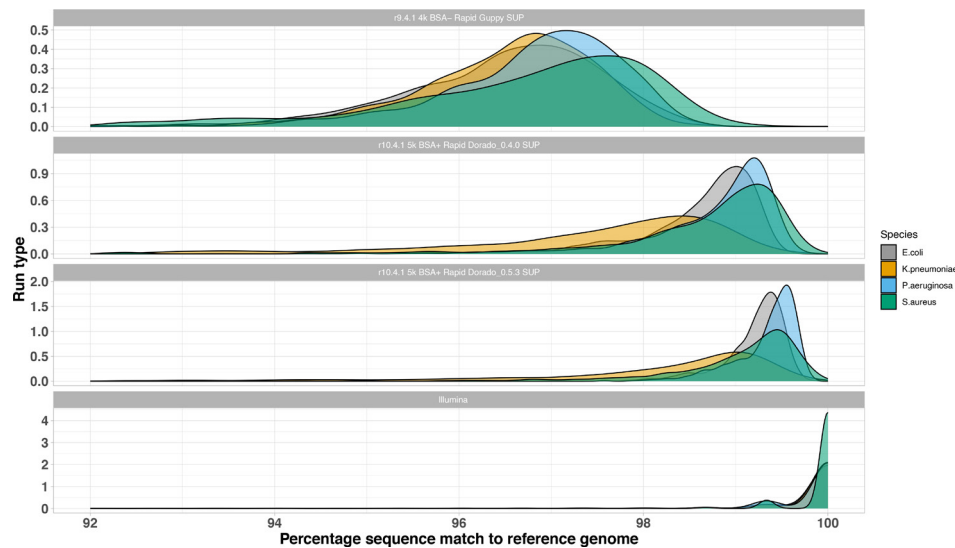 r9.4.1 4k BSA− Rapid Guppy SUP
0.5
0.4
0.3
0.2
0.1
0.0
r10.4.1 5k BSA+ Rapid Dorado_0.4.0 SUP
0.9
0.6
0.3
0.0
r10.4.1 5k BSA+ Rapid Dorado_0.5.3 SUP
2.0
1.5
1.0
0.5
0.0
Illumina
4
3
2
1
0
92 94 96 98 100
Percentage sequence match to reference genome
Run type
Species
E.coli
K.pneumoniae
P.aeruginosa
S.aureus